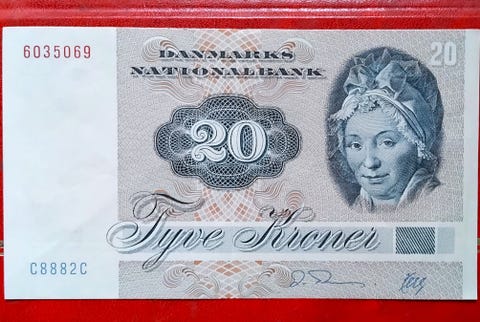 6035069
DANMARKS
NATIONALBANK
20
20
Tyve Kroner
C8882C